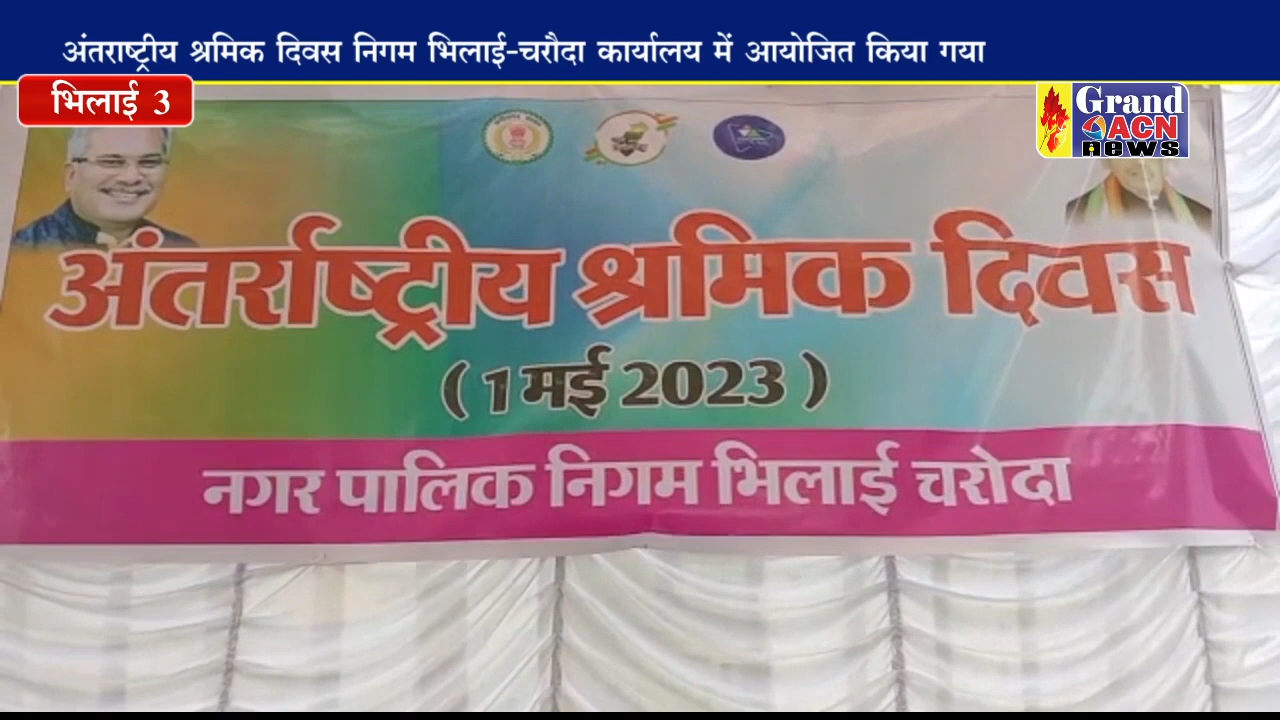 अंतराष्ट्रीय श्रमिक दिवस निगम भिलाई-चरौदा कार्यालय में आयोजित किया गया
भिलाई 3
Grand
ACN
news
अंतर्राष्ट्रीय श्रमिक दिवस
( 1 मई 2023 )
नगर पालिक निगम भिलाई चरोदा